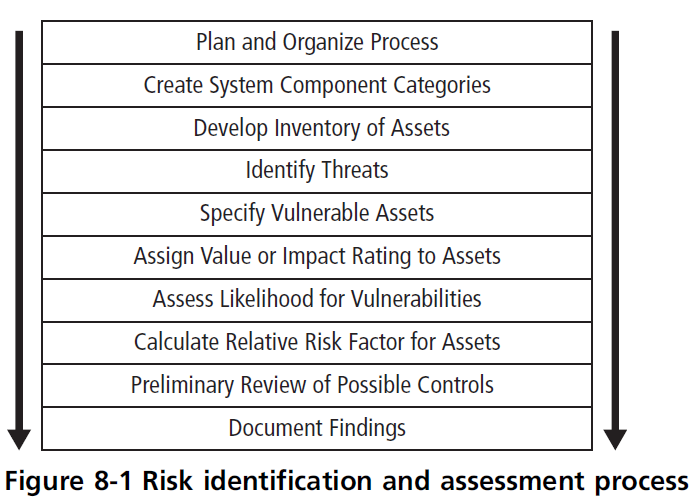 Plan and Organize Process
Create System Component Categories
Develop Inventory of Assets
Identify Threats
Specify Vulnerable Assets
Assign Value or Impact Rating to Assets
Assess Likelihood for Vulnerabilities
Calculate Relative Risk Factor for Assets
Preliminary Review of Possible Controls
Document Findings
Figure 8-1 Risk identification and assessment process